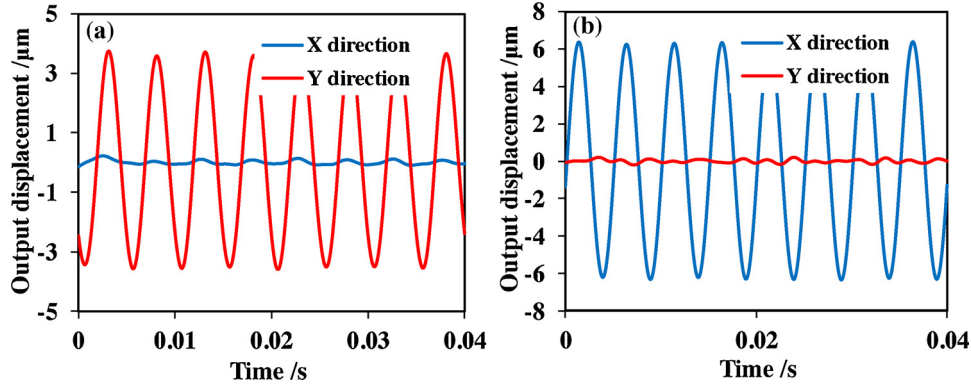 (a)
X direction
Y direction
Output displacement /μm
5
3
1
-1
-3
-5
0
0.01
0.02
0.03
0.04
Time /s
(b)
X direction
Y direction
Output displacement /μm
8
6
4
2
0
-2
-4
-6
-8
0
0.02
0.04
Time /s